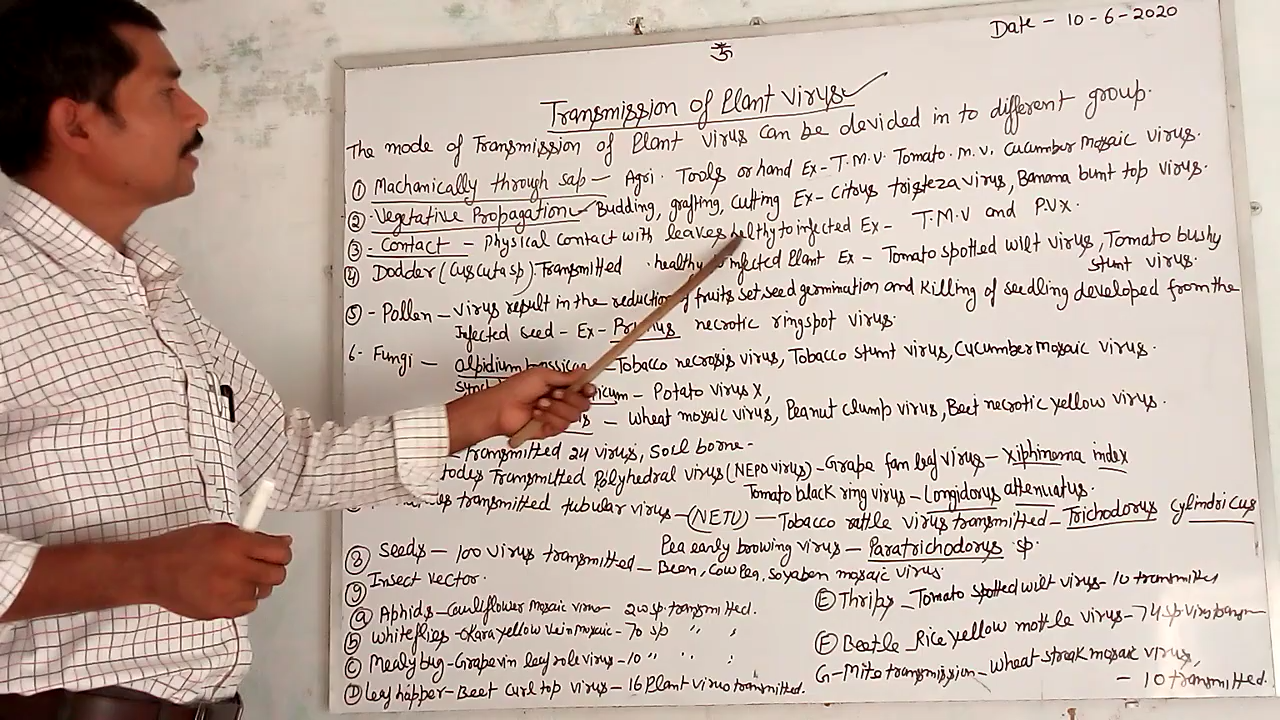 Date - 10-6-2020
ॐ
Transmission of Plant Virus
The mode of Transmission of Plant virus can be devided in to different group.
① Machanically through sap - Agri. Tools or hand Ex- T.M.V. Tomato.m.v. Cucumber Mosaic virus.
② Vegetative Propagation - Budding, grafting, Cutting Ex- Citrus tristeza virus, Banana bunt top virus.
③ - Contact - Physical contact with leaves healthy to infected Ex- T.M.V and P.V.X.
④ Dodder (Cuscuta sp). Transmitted healthy infected Plant Ex - Tomato spotted wilt virus, Tomato bushy
stunt virus.
⑤ - Pollen - virus result in the reduction of fruits set, seed germination and Killing of seedling developed from the
Infected seed - Ex- Prunus necrotic ringspot virus.
6- Fungi - olpidium brassicae - Tobacco necrosis virus, Tobacco stunt virus, Cucumber Mosaic virus.
icum - Potato virus X,
is - Wheat mosaic virus, Peanut clump virus, Beet necrotic yellow virus.
Transmitted 24 virus, Soil borne-
todes Transmitted Polyhedral virus (NEPO virus) - Grape fan leaf virus - Xiphinema index
Tomato black ring virus - Longidorus attenuatus.
des transmitted tubular virus - (NETU) - Tobacco rattle virus transmitted - Trichodorus cylindricus
Pea early browing virus - Paratrichodorus sp.
⑧ Seeds - 100 virus transmitted - Been, Cow Pea, Soyaben mosaic virus.
⑨ Insect vector.
ⓐ Aphids - Cauliflower Mosaic virus 200 sp. transmitted.
ⓑ Whiteflies - Okara yellow vein mosaic - 70 sp " ,
ⓒ Mealy bug - Grapevin leaf role virus - 10 " " ,
Ⓓ Leaf happer - Beet Curl top virus - 16 Plant virus transmitted.
Ⓔ Thrips - Tomato spotted wilt virus - 10 transmittes
Ⓕ Beetle - Rice yellow mottle virus - 74 sp
G- Mite transmission - wheat streak mosaic virus,
- 10 transmitted.